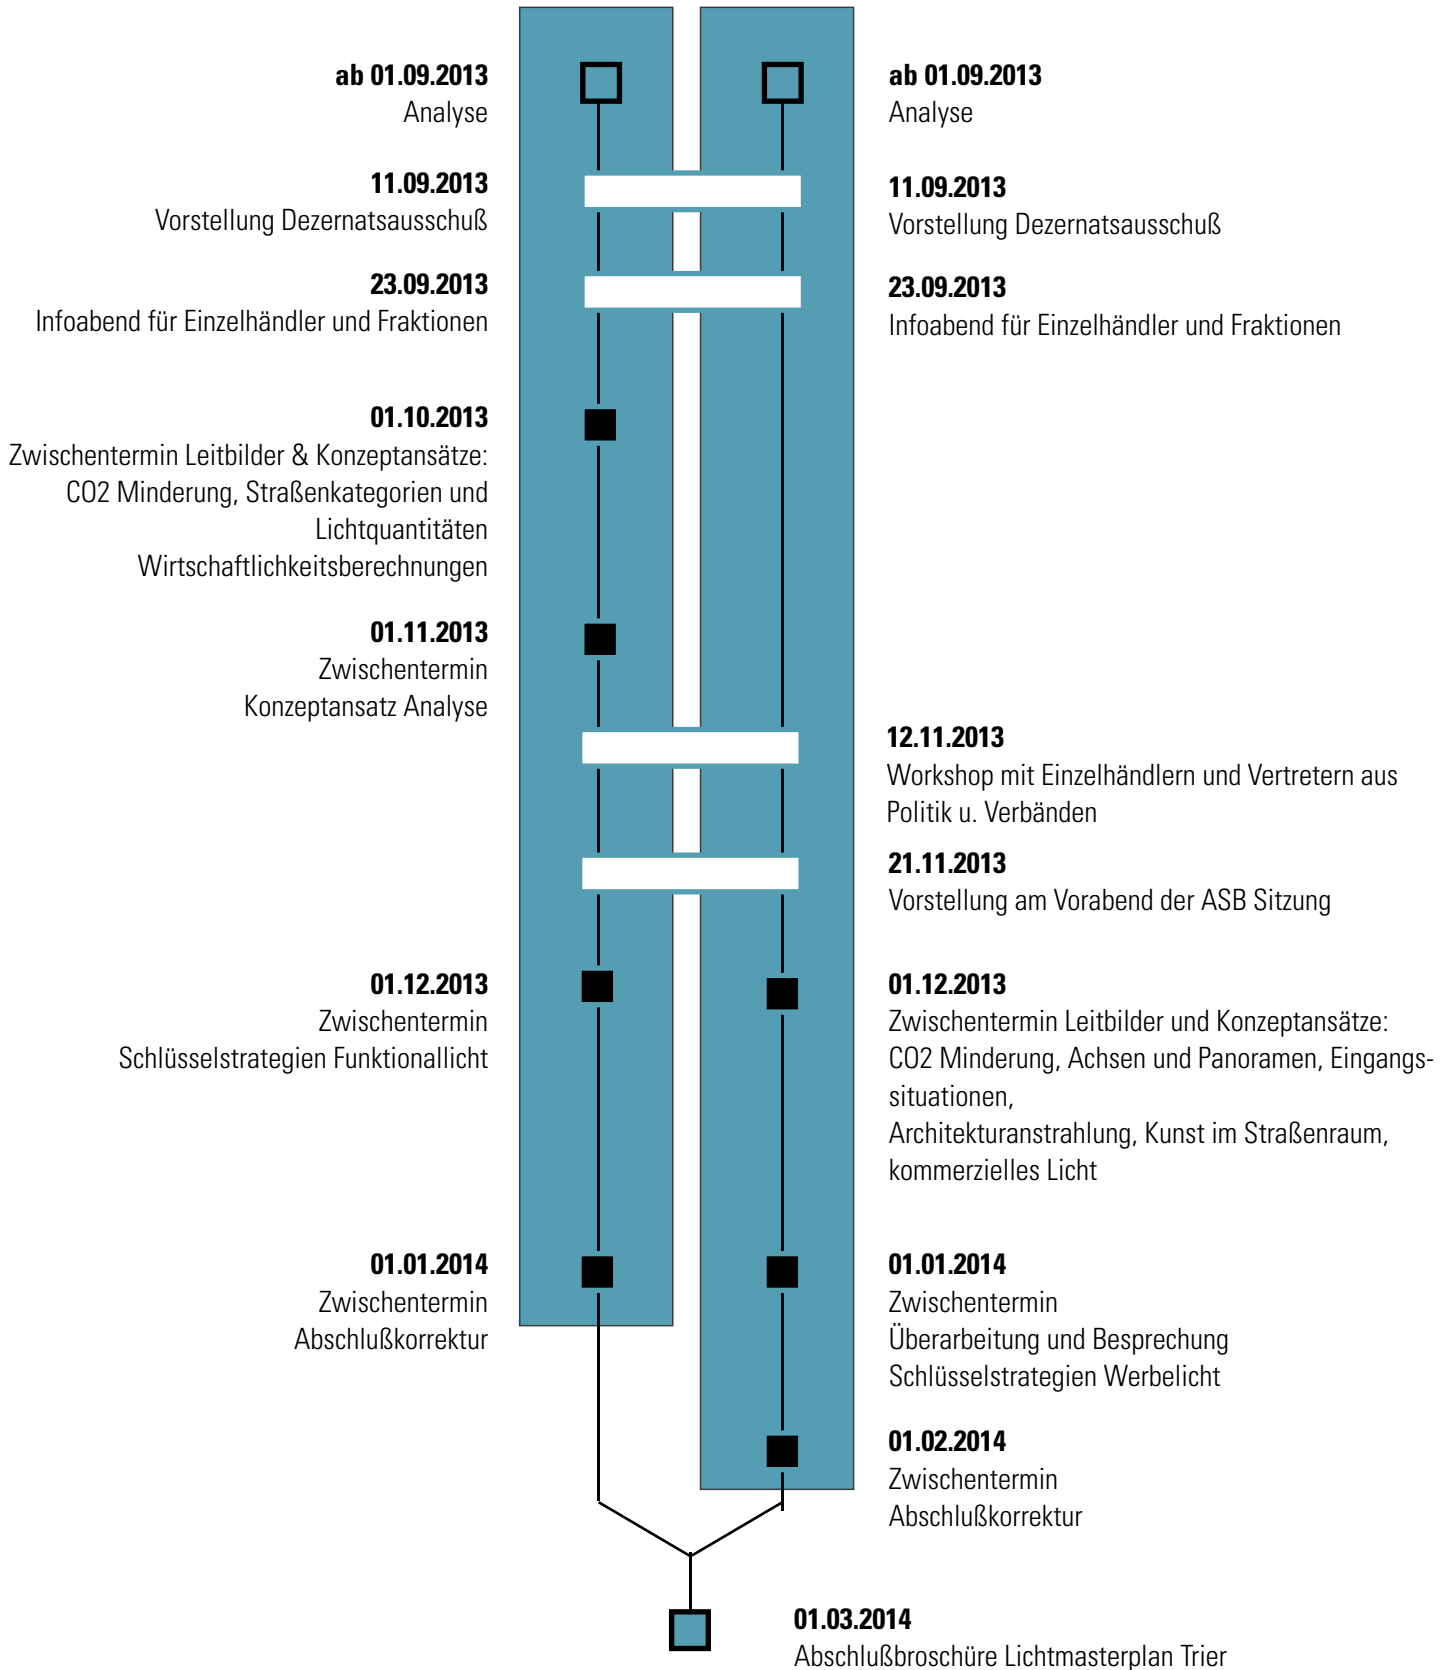 ab 01.09.2013
Analyse
11.09.2013
Vorstellung Dezernatsausschuß
23.09.2013
Infoabend für Einzelhändler und Fraktionen
01.10.2013
Zwischentermin Leitbilder & Konzeptansätze:
CO2 Minderung, Straßenkategorien und
Lichtquantitäten
Wirtschaftlichkeitsberechnungen
01.11.2013
Zwischentermin
Konzeptansatz Analyse
01.12.2013
Zwischentermin
Schlüsselstrategien Funktionallicht
01.01.2014
Zwischentermin
Abschlußkorrektur
ab 01.09.2013
Analyse
11.09.2013
Vorstellung Dezernatsausschuß
23.09.2013
Infoabend für Einzelhändler und Fraktionen
12.11.2013
Workshop mit Einzelhändlern und Vertretern aus
Politik u. Verbänden
21.11.2013
Vorstellung am Vorabend der ASB Sitzung
01.12.2013
Zwischentermin Leitbilder und Konzeptansätze:
CO2 Minderung, Achsen und Panoramen, Eingangs-
situationen,
Architekturanstrahlung, Kunst im Straßenraum,
kommerzielles Licht
01.01.2014
Zwischentermin
Überarbeitung und Besprechung
Schlüsselstrategien Werbelicht
01.02.2014
Zwischentermin
Abschlußkorrektur
01.03.2014
Abschlußbroschüre Lichtmasterplan Trier